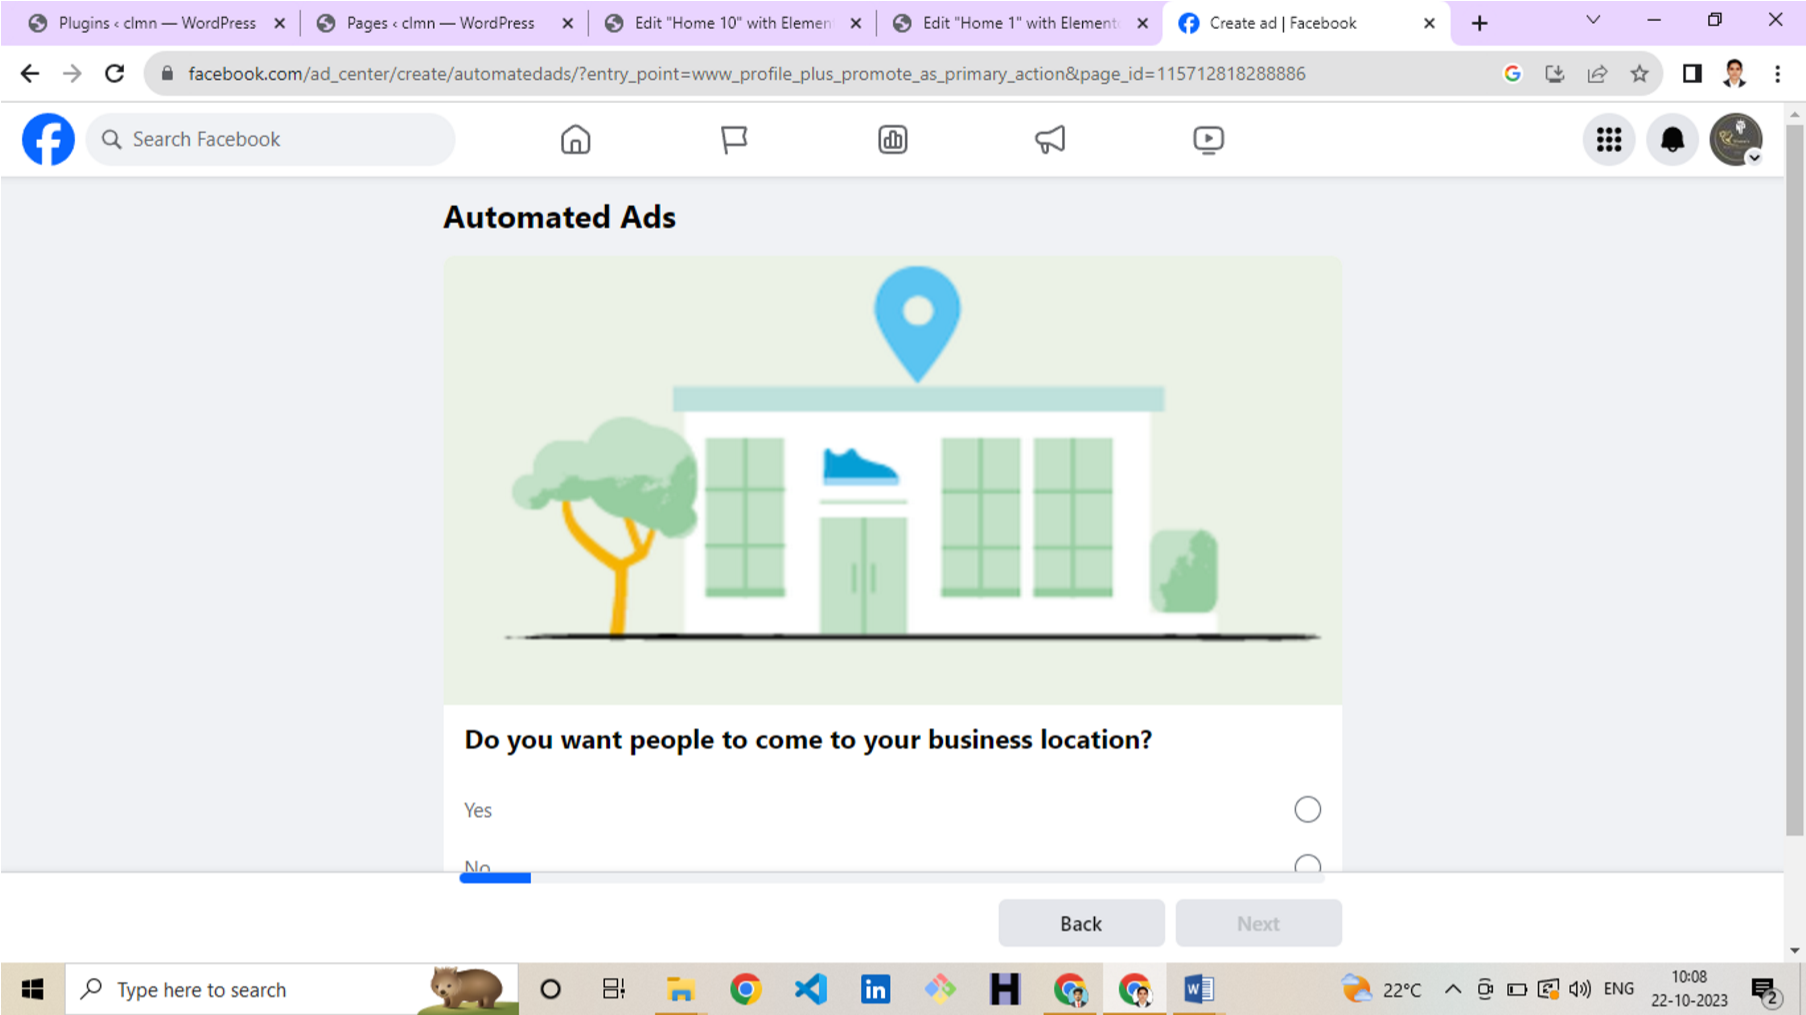 Plugins ‹ clmn — WordPress
Pages ‹ clmn — WordPress
Edit "Home 10" with Elemen
Edit "Home 1" with Elemente
Create ad | Facebook
facebook.com/ad_center/create/automatedads/?entry_point=www_profile_plus_promote_as_primary_action&page_id=115712818288886
Search Facebook
Automated Ads
Do you want people to come to your business location?
Yes
No
Back
Next
Type here to search
22°C
ENG
10:08
22-10-2023
2